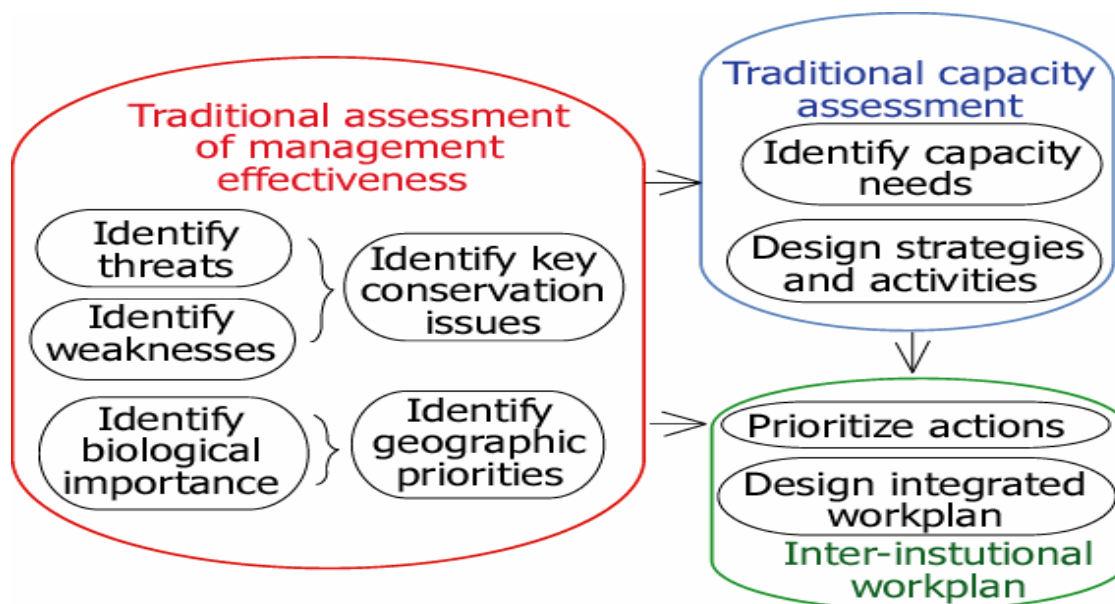 Traditional assessment
of management
effectiveness
Identify
threats
Identify
weaknesses
Identify key
conservation
issues
Identify
biological
importance
Identify
geographic
priorities
Traditional capacity
assessment
Identify capacity
needs
Design strategies
and activities
Prioritize actions
Design integrated
workplan
Inter-instutional
workplan